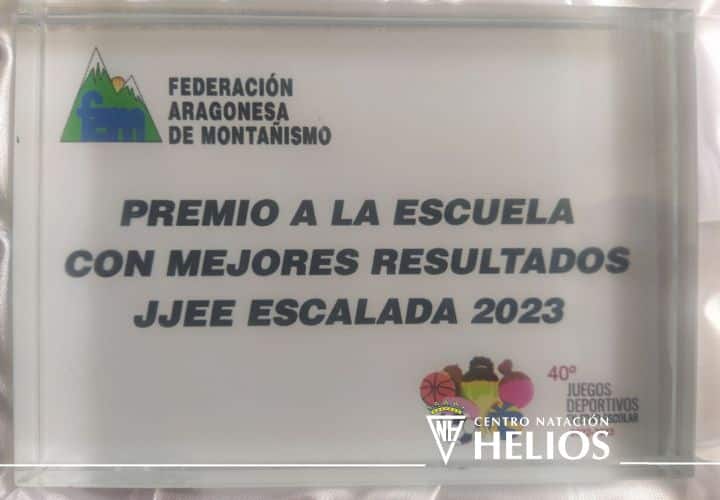 fam
FEDERACIÓN
ARAGONESA
DE MONTAÑISMO
PREMIO A LA ESCUELA
CON MEJORES RESULTADOS
JJEE ESCALADA 2023
40º
JUEGOS
DEPORTIVOS
CENTRO NATACIÓN
HELIOS